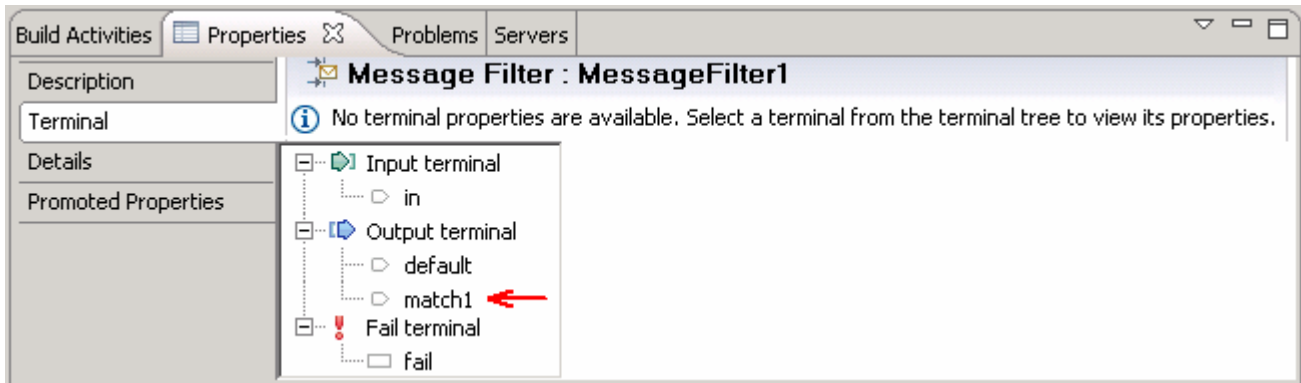 Build Activities Properties Problems Servers
Description
Terminal
Details
Promoted Properties
Message Filter : MessageFilter1
No terminal properties are available. Select a terminal from the terminal tree to view its properties.
Input terminal
in
Output terminal
default
match1
Fail terminal
fail